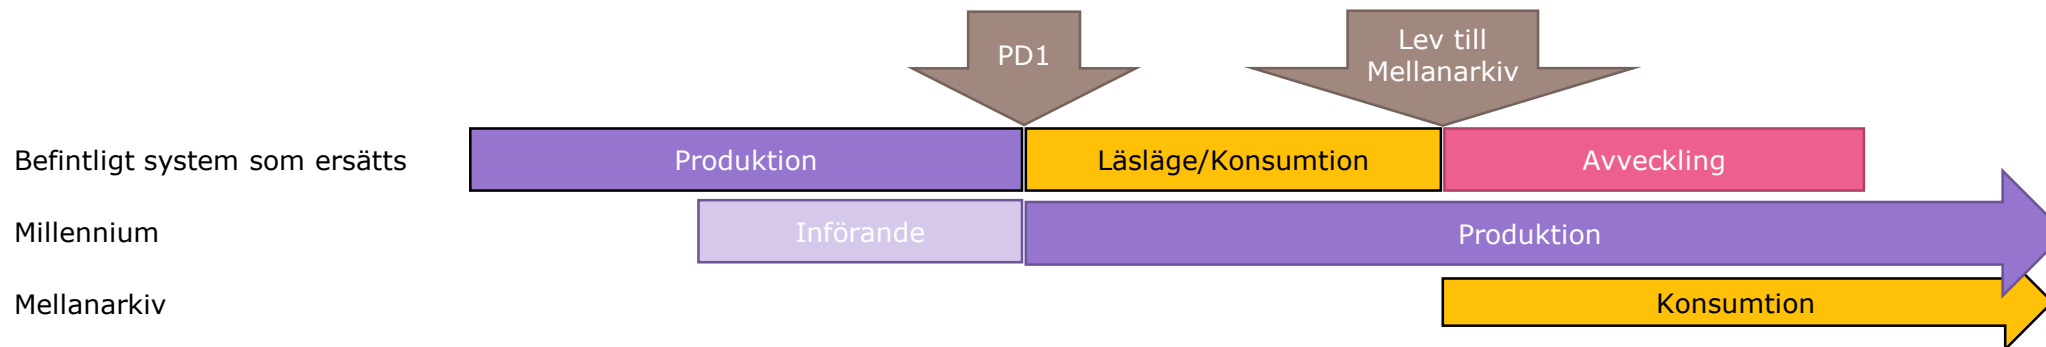 PD1
Lev till
Mellanarkiv
Befintligt system som ersätts
Produktion
Läsläge/Konsumtion
Avveckling
Millennium
Införande
Produktion
Mellanarkiv
Konsumtion